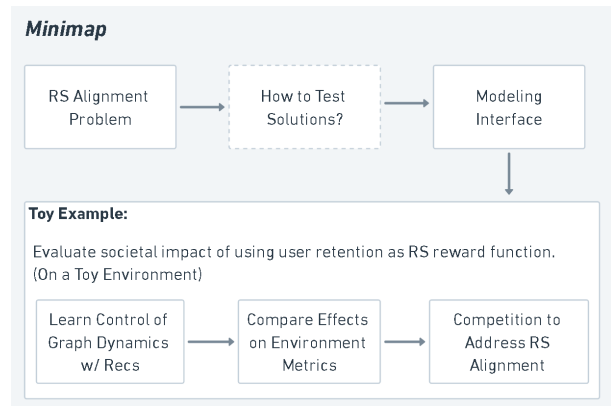 Minimap
RS Alignment
Problem
How to Test
Solutions?
Modeling
Interface
Toy Example:
Evaluate societal impact of using user retention as RS reward function.
(On a Toy Environment)
Learn Control of
Graph Dynamics
w/ Recs
Compare Effects
on Environment
Metrics
Competition to
Address RS
Alignment